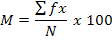 M = ∑ fx / N x 100